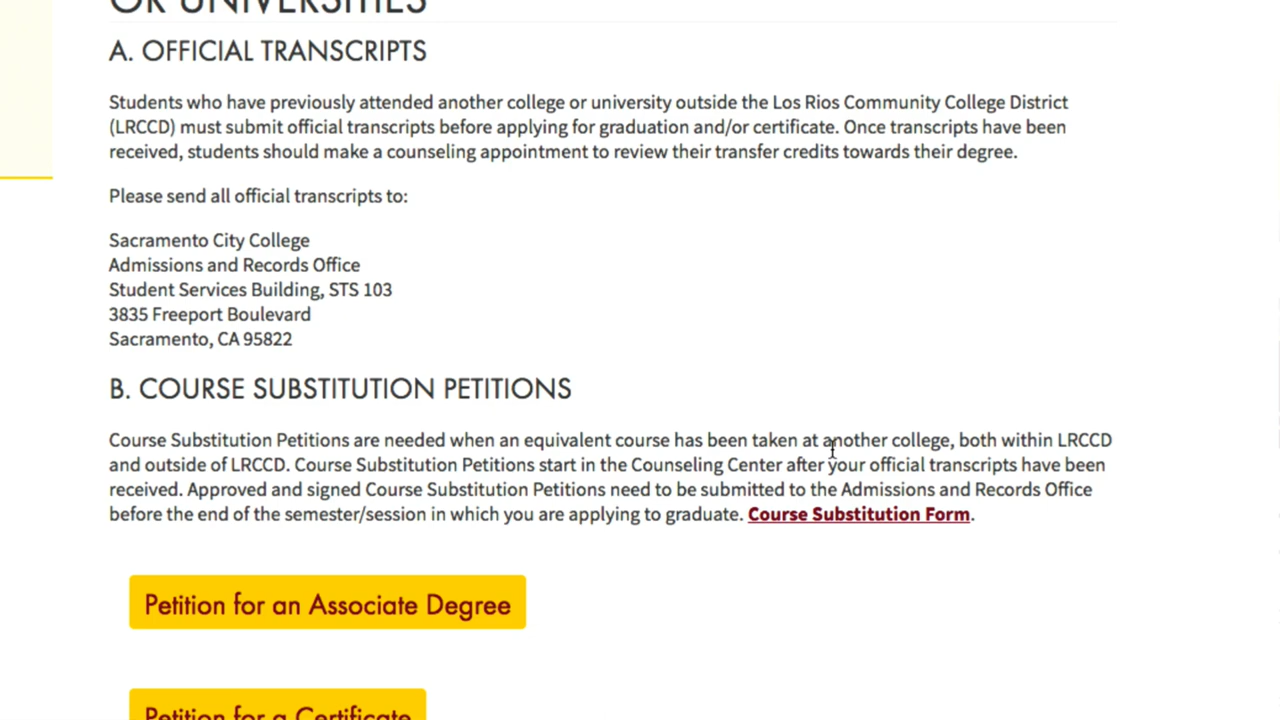 OR UNIVERSITIES
A. OFFICIAL TRANSCRIPTS
Students who have previously attended another college or university outside the Los Rios Community College District
(LRCCD) must submit official transcripts before applying for graduation and/or certificate. Once transcripts have been
received, students should make a counseling appointment to review their transfer credits towards their degree.
Please send all official transcripts to:
Sacramento City College
Admissions and Records Office
Student Services Building, STS 103
3835 Freeport Boulevard
Sacramento, CA 95822
B. COURSE SUBSTITUTION PETITIONS
Course Substitution Petitions are needed when an equivalent course has been taken at another college, both within LRCCD
and outside of LRCCD. Course Substitution Petitions start in the Counseling Center after your official transcripts have been
received. Approved and signed Course Substitution Petitions need to be submitted to the Admissions and Records Office
before the end of the semester/session in which you are applying to graduate. Course Substitution Form.
Petition for an Associate Degree
Petition for a Certificate